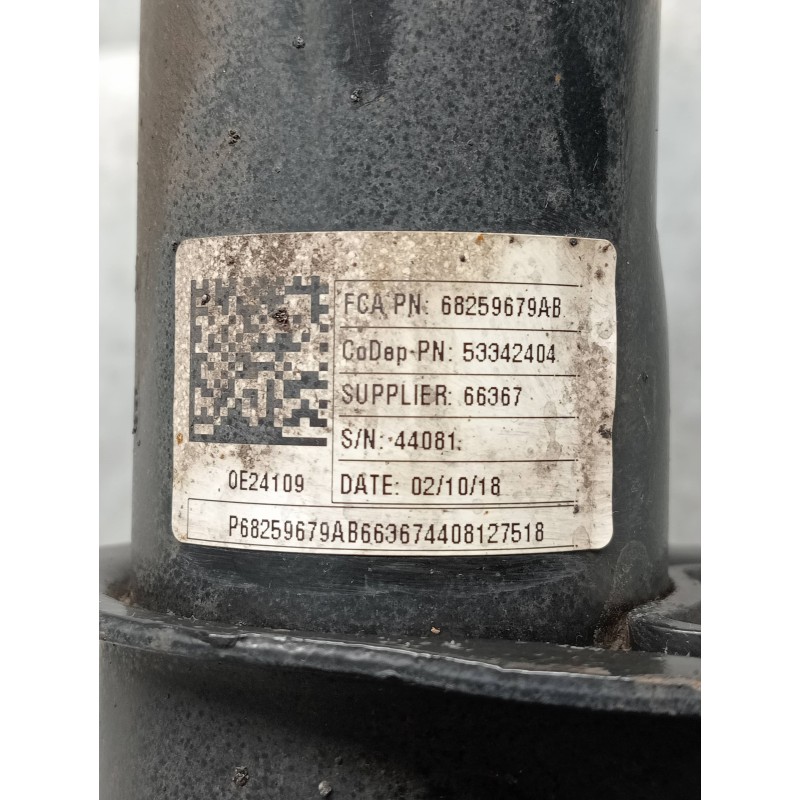 FCA PN: 68259679AB
CoDep-PN: 53342404
SUPPLIER: 66367
S/N: 44081
0E24109
DATE: 02/10/18
P68259679AB663674408127518